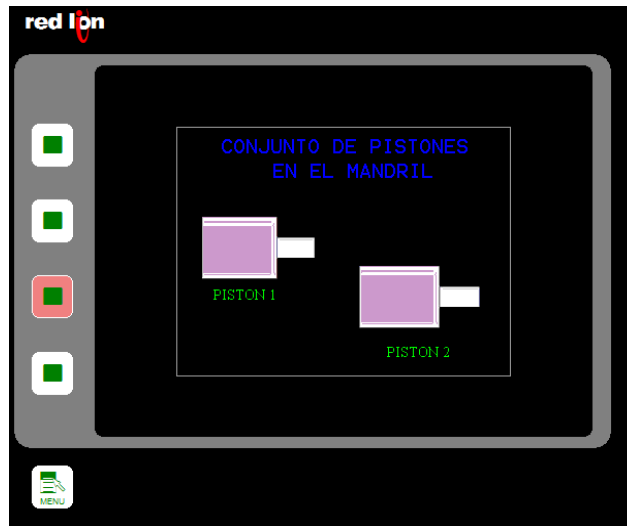 red lion
CONJUNTO DE PISTONES
EN EL MANDRIL
PISTON 1
PISTON 2
MENU